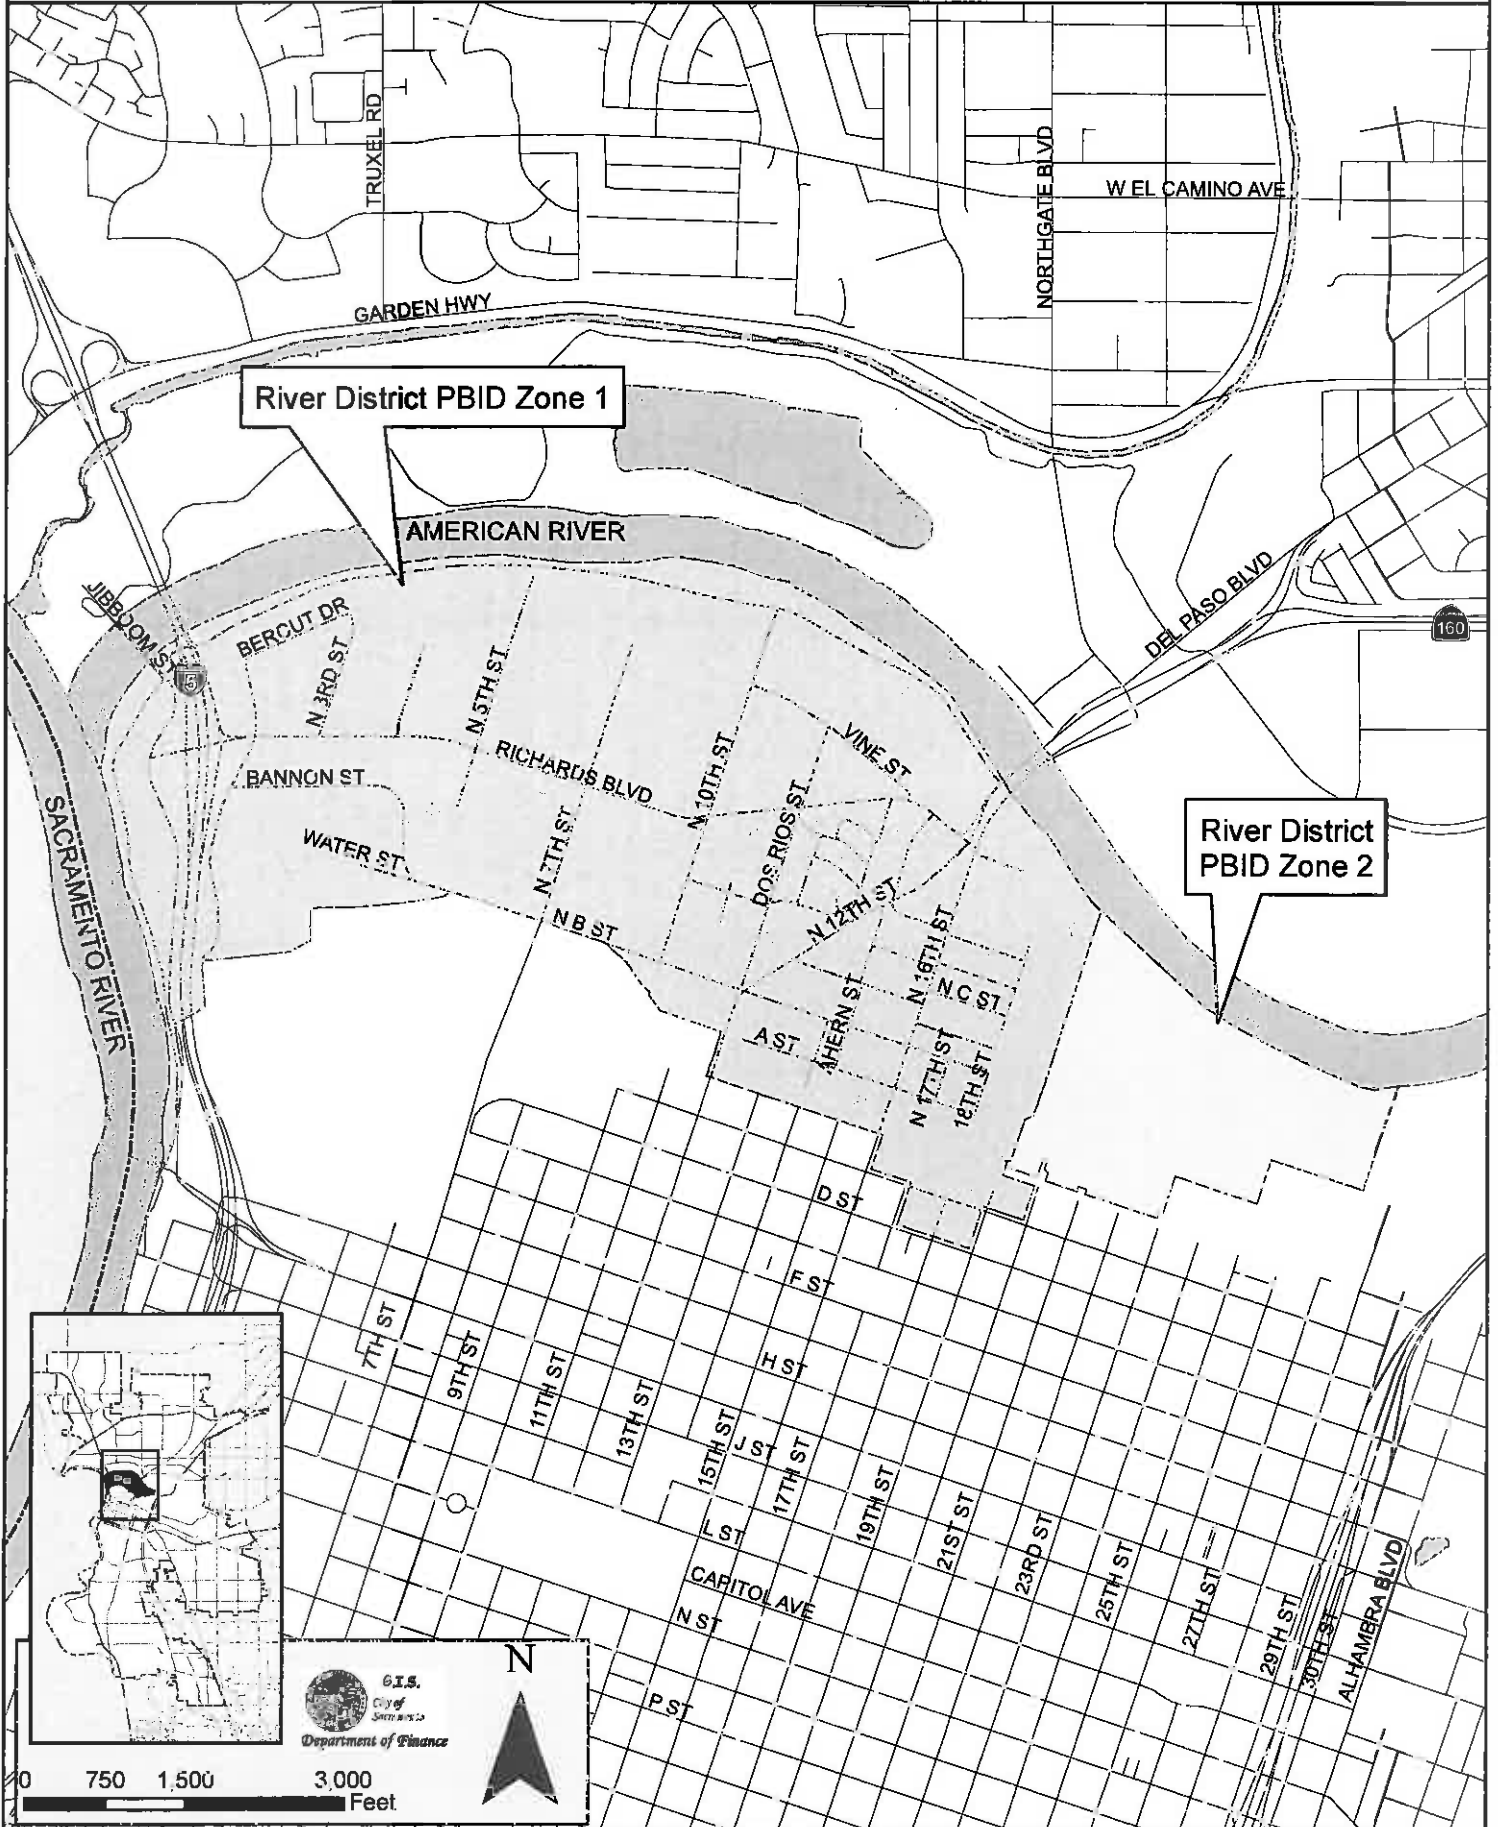 TRUXEL RD
NORTHGATE BLVD
W EL CAMINO AVE
GARDEN HWY
River District PBID Zone 1
AMERICAN RIVER
JIBBOOM ST
BERCUT DR
5
N 3RD ST
N 5TH ST
DEL PASO BLVD
160
BANNON ST
RICHARDS BLVD
N 10TH ST
VINE ST
SACRAMENTO RIVER
WATER ST
N 7TH ST
DOS RIOS ST
River District
PBID Zone 2
N B ST
N 12TH ST
N 16TH ST
N C ST
A ST
AHERN ST
N 17TH ST
18TH ST
D ST
F ST
7TH ST
9TH ST
H ST
11TH ST
13TH ST
15TH ST
J ST
17TH ST
19TH ST
21ST ST
23RD ST
L ST
25TH ST
27TH ST
29TH ST
30TH ST
ALHAMBRA BLVD
CAPITOL AVE
N ST
P ST
N
G.I.S.
City of
Sacramento
Department of Finance
0 750 1,500 3,000
Feet